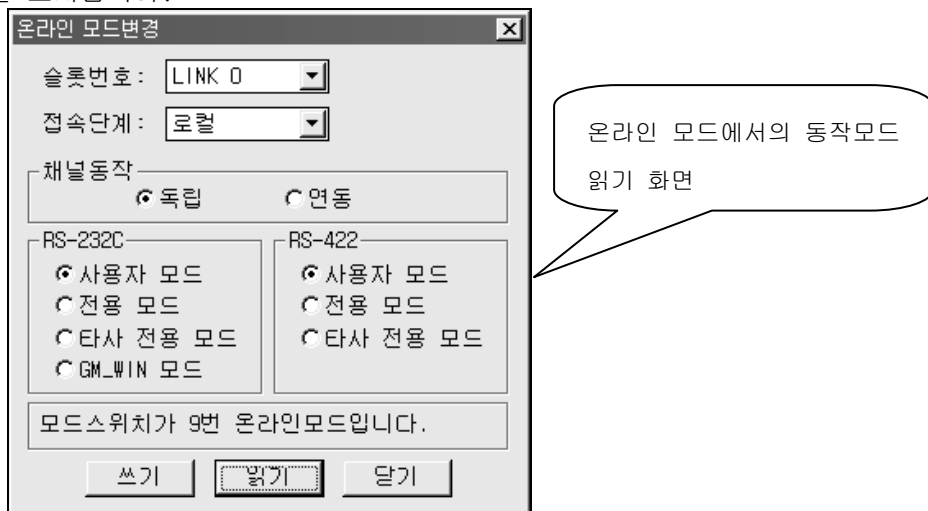 온라인 모드변경
슬롯번호: LINK 0
접속단계: 로컬
채널동작
독립 연동
RS-232C
사용자 모드
전용 모드
타사 전용 모드
GM_WIN 모드
RS-422
사용자 모드
전용 모드
타사 전용 모드
모드스위치가 9번 온라인모드입니다.
쓰기 읽기 닫기
온라인 모드에서의 동작모드
읽기 화면